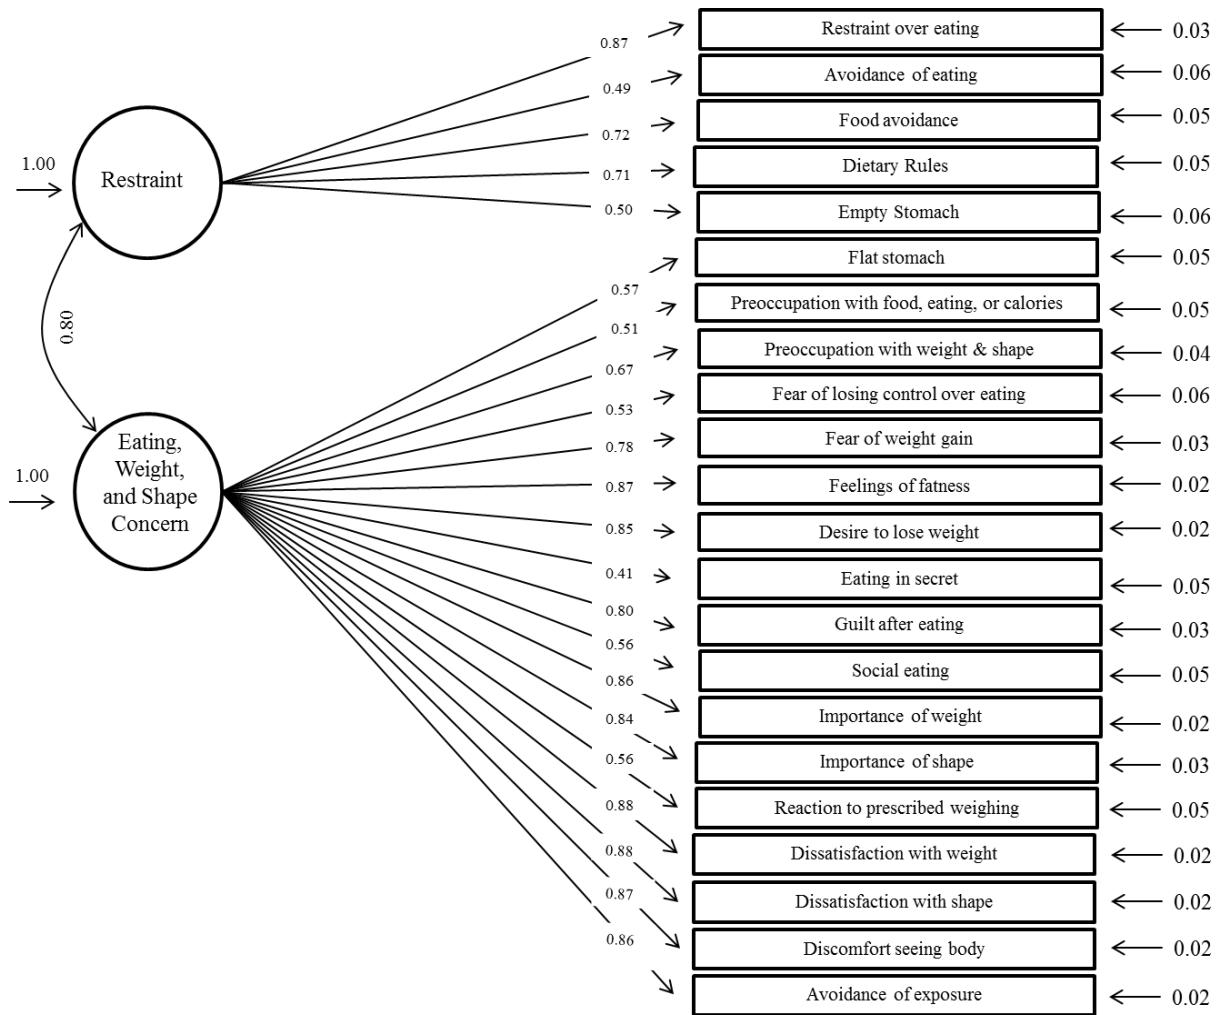 Restraint over eating
0.03
0.87
Avoidance of eating
0.06
0.49
Food avoidance
0.05
0.72
1.00
Restraint
Dietary Rules
0.05
0.71
Empty Stomach
0.06
0.50
Flat stomach
0.05
0.57
Preoccupation with food, eating, or calories
0.05
0.51
0.80
Preoccupation with weight & shape
0.04
0.67
Fear of losing control over eating
0.06
0.53
Fear of weight gain
0.03
0.78
1.00
Eating,
Weight,
and Shape
Concern
Feelings of fatness
0.02
0.87
Desire to lose weight
0.02
0.85
Eating in secret
0.05
0.41
Guilt after eating
0.03
0.80
Social eating
0.05
0.56
Importance of weight
0.02
0.86
Importance of shape
0.03
0.84
Reaction to prescribed weighing
0.05
0.56
Dissatisfaction with weight
0.02
0.88
Dissatisfaction with shape
0.02
0.88
Discomfort seeing body
0.02
0.87
Avoidance of exposure
0.02
0.86